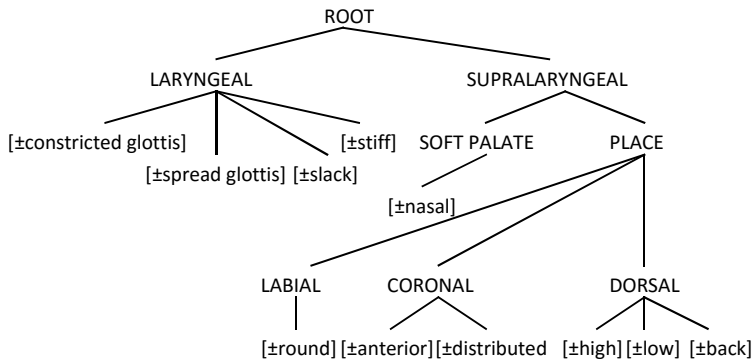 ROOT
LARYNGEAL SUPRALARYNGEAL
[±constricted glottis] [±stiff] SOFT PALATE PLACE
[±spread glottis] [±slack]
[±nasal]
LABIAL CORONAL DORSAL
[±round] [±anterior] [±distributed [±high] [±low] [±back]